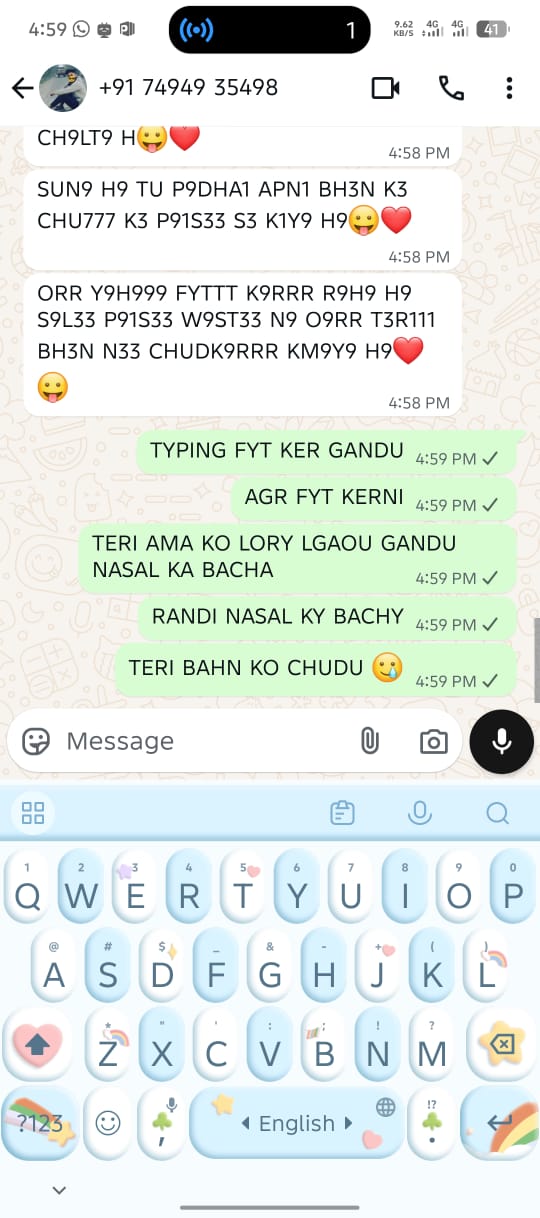 4:59
1
9.62
KB/S
4G
4G
41
+91 74949 35498
CH9LT9 H😛❤️
4:58 PM
SUN9 H9 TU P9DHA1 APN1 BH3N K3
CHU777 K3 P91S33 S3 K1Y9 H9😛❤️
4:58 PM
ORR Y9H999 FYTTT K9RRR R9H9 H9
S9L33 P91S33 W9ST33 N9 O9RR T3R111
BH3N N33 CHUDK9RRR KM9Y9 H9❤️
😛
4:58 PM
TYPING FYT KER GANDU
4:59 PM
AGR FYT KERNI
4:59 PM
TERI AMA KO LORY LGAOU GANDU
NASAL KA BACHA
4:59 PM
RANDI NASAL KY BACHY
4:59 PM
TERI BAHN KO CHUDU 🥲
4:59 PM
Message
1 2 3 4 5 6 7 8 9 0
Q W E R T Y U I O P
@ # $ _ & - + ( )
A S D F G H J K L
* " ' : ; ! ?
Z X C V B N M
?123 , English !? .